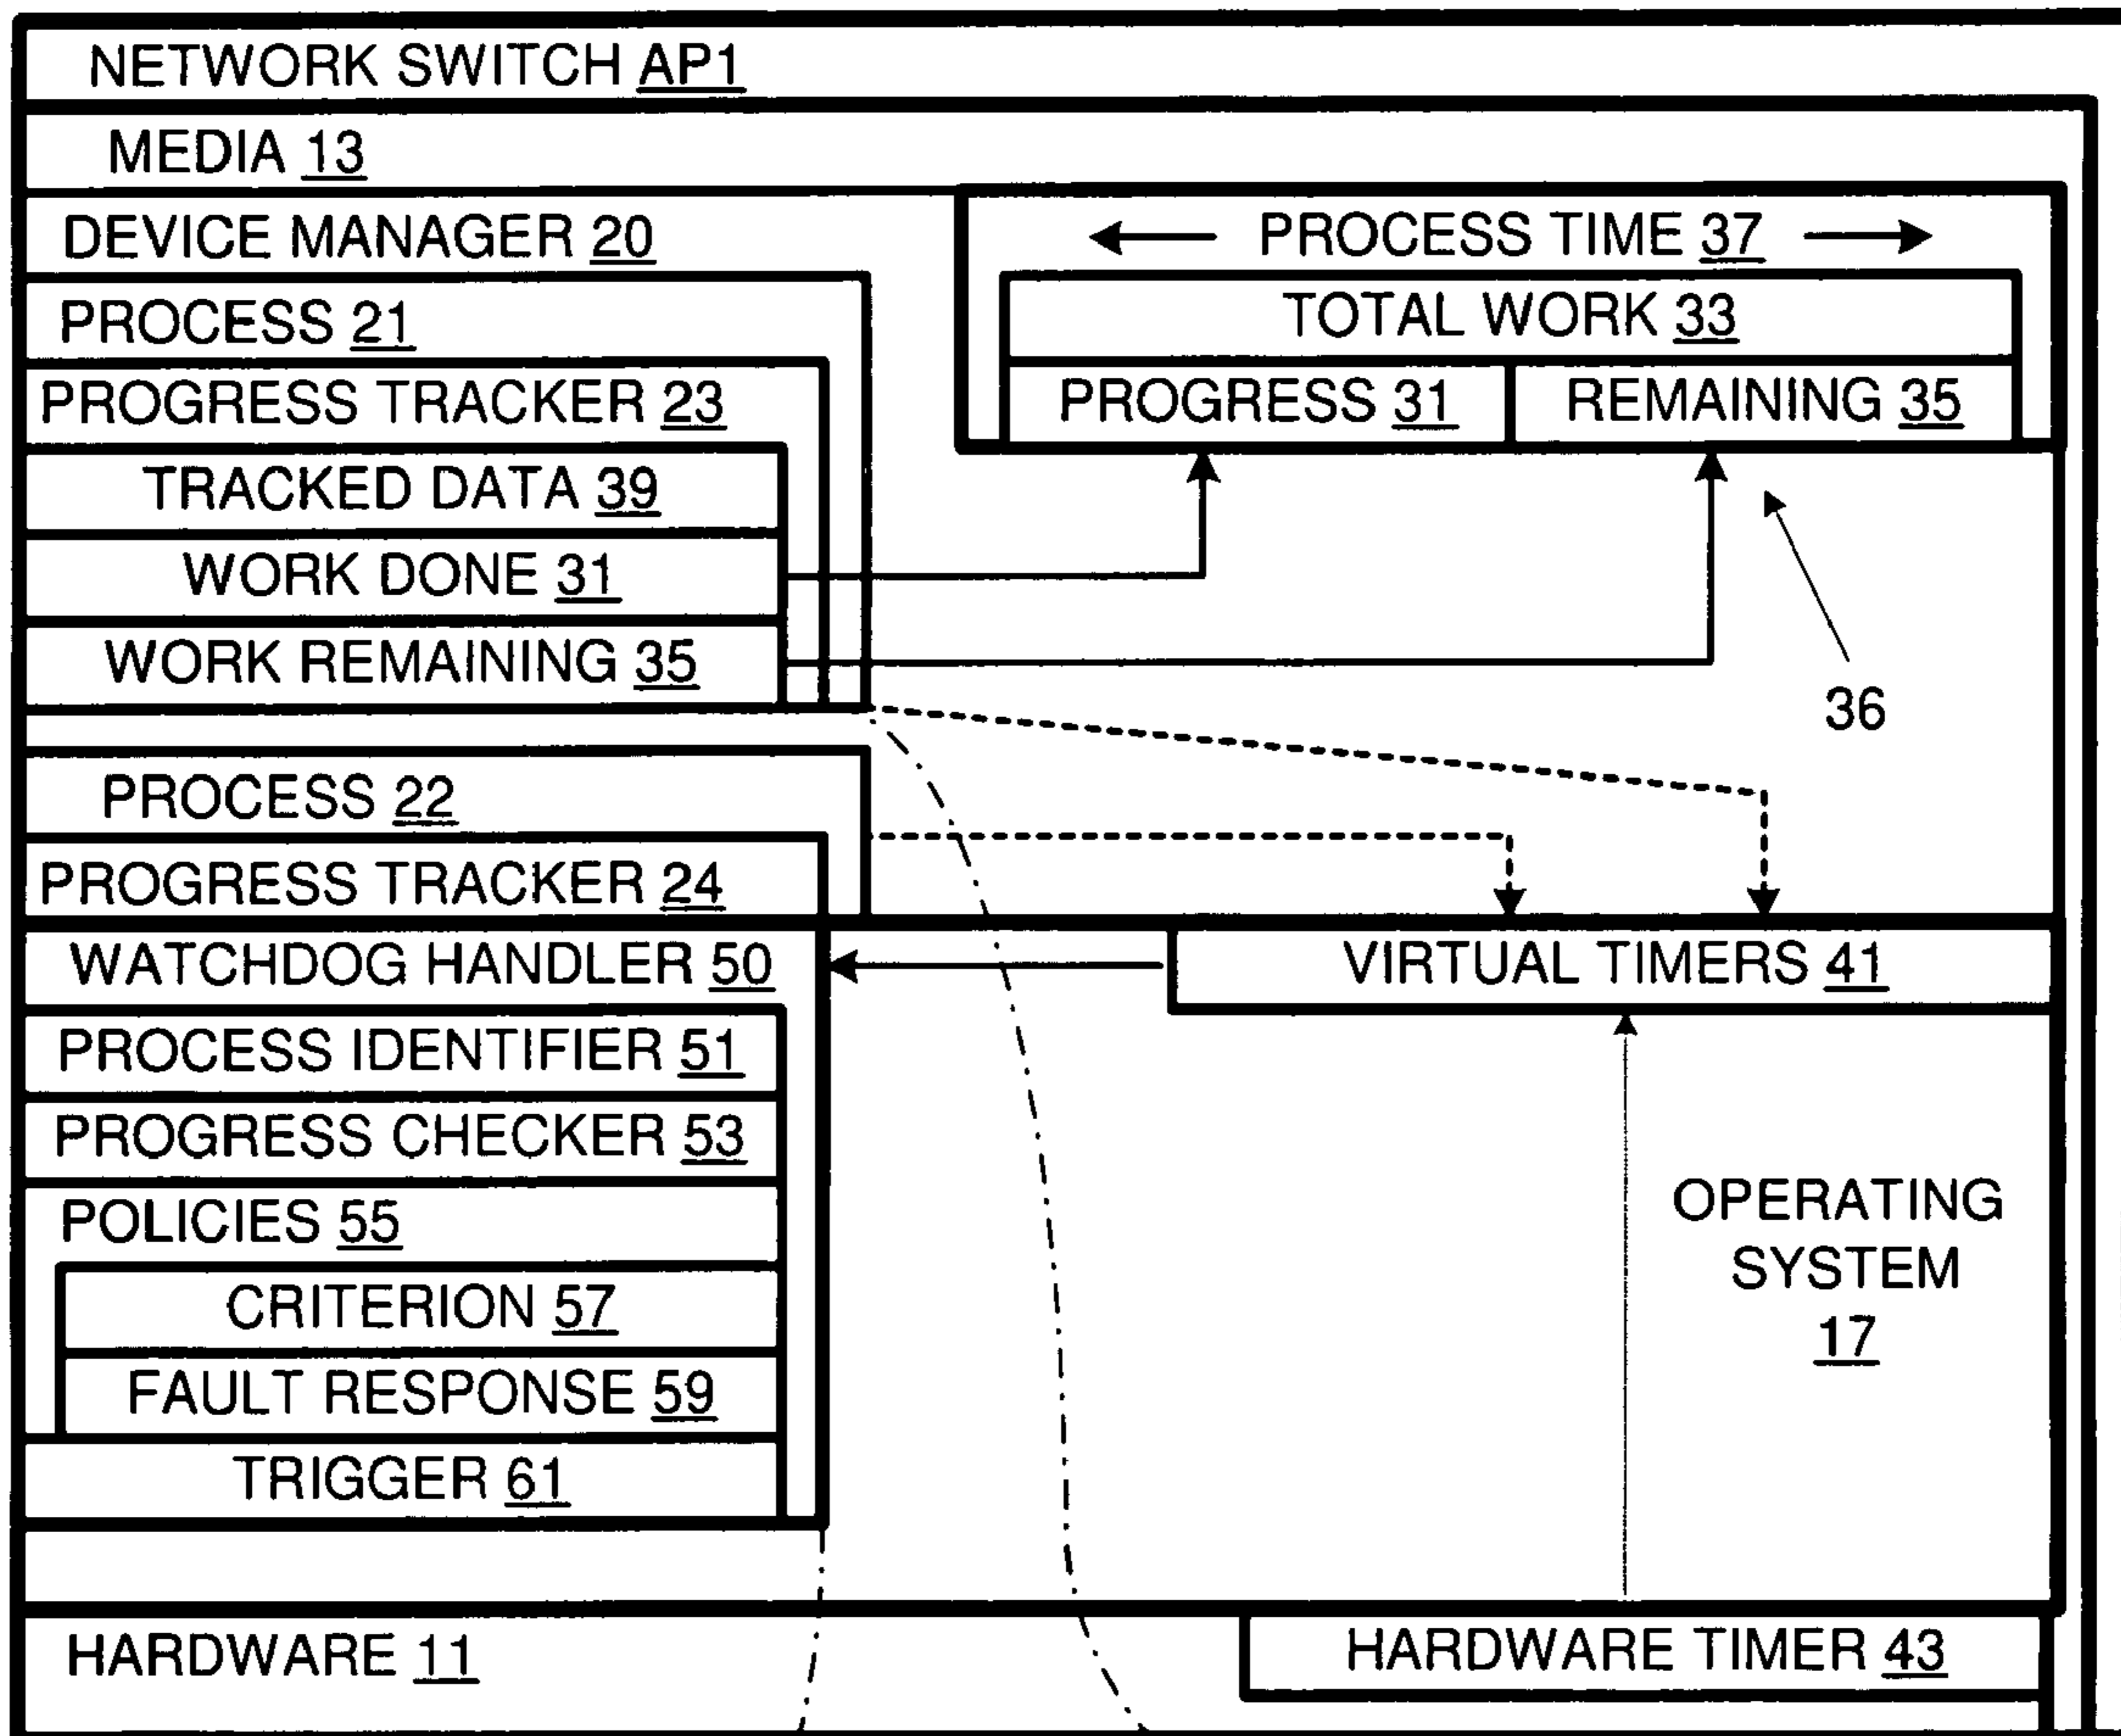 NETWORK SWITCH AP1
MEDIA 13
DEVICE MANAGER 20
PROCESS TIME 37
PROCESS 21
TOTAL WORK 33
PROGRESS TRACKER 23
PROGRESS 31
REMAINING 35
TRACKED DATA 39
WORK DONE 31
WORK REMAINING 35
36
PROCESS 22
PROGRESS TRACKER 24
WATCHDOG HANDLER 50
VIRTUAL TIMERS 41
PROCESS IDENTIFIER 51
PROGRESS CHECKER 53
POLICIES 55
OPERATING
SYSTEM
17
CRITERION 57
FAULT RESPONSE 59
TRIGGER 61
HARDWARE 11
HARDWARE TIMER 43